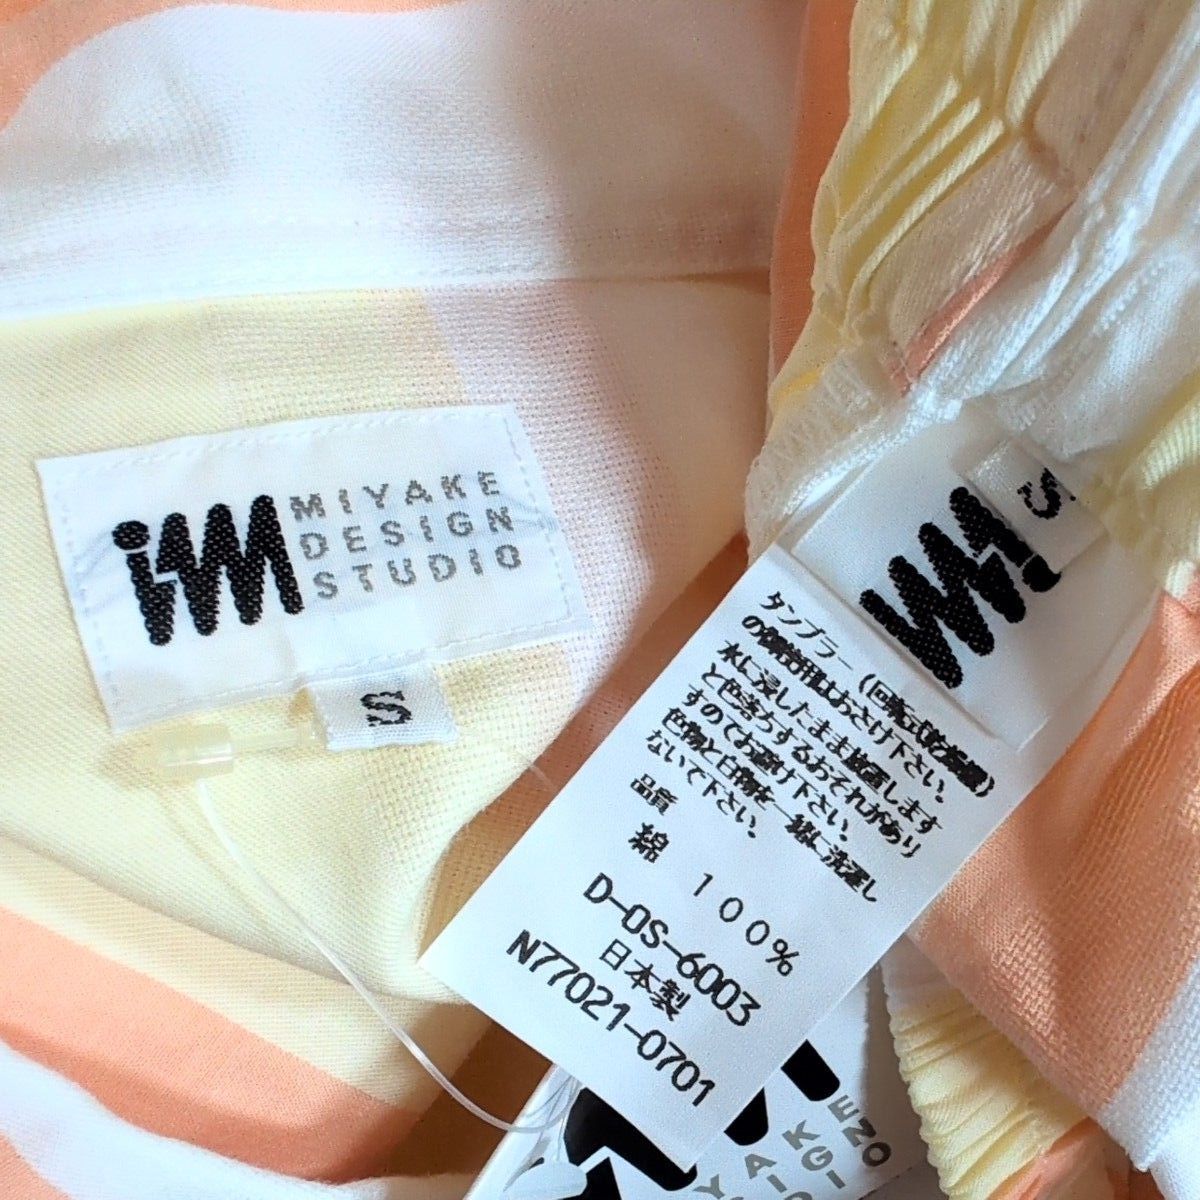 im MIYAKE
DESIGN
STUDIO
S
S
im
タンブラー(回転式乾燥機)
の御使用はおさけ下さい。
水に浸したまま放置します
と色落ちするおそれがあり
すのでお避け下さい。
色物と白物を一緒に洗濯し
ないで下さい。
品質
綿 100%
D-OS-6003
日本製
N77021-0701